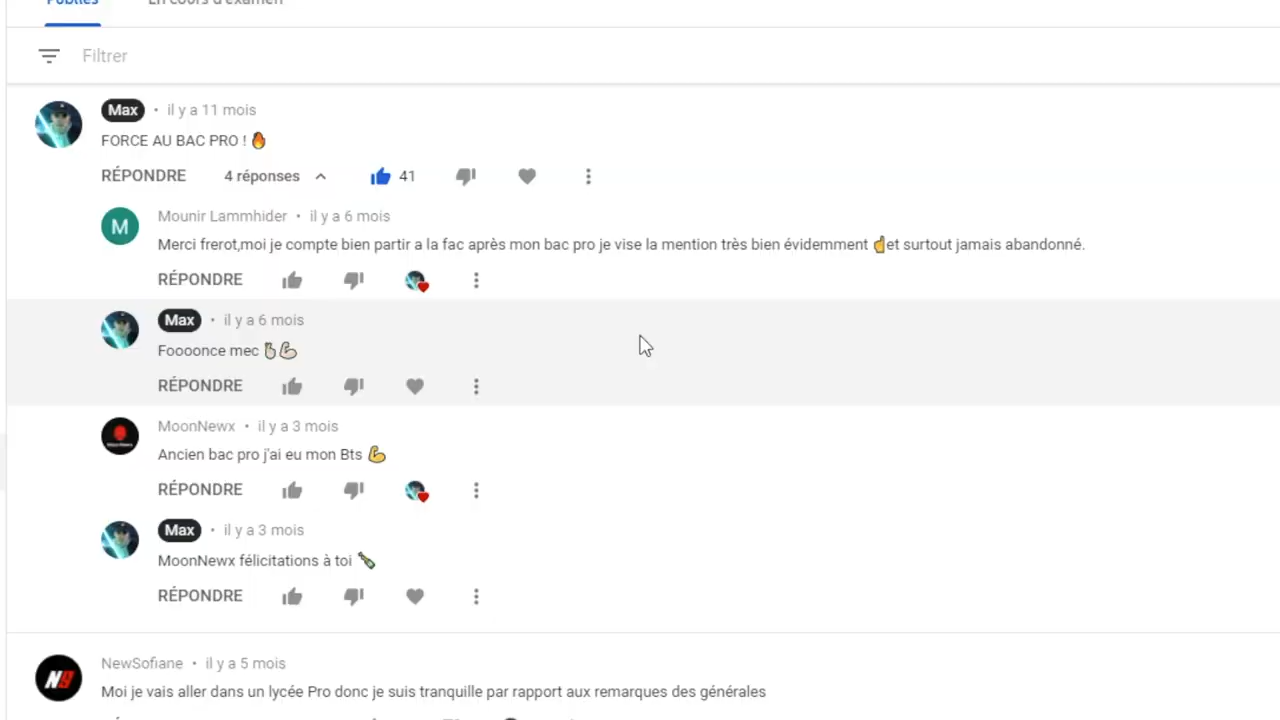 Publiés En cours d'examen
Filtrer
Max • il y a 11 mois
FORCE AU BAC PRO ! 🔥
RÉPONDRE 4 réponses 41
M
Mounir Lammhider • il y a 6 mois
Merci frerot,moi je compte bien partir a la fac après mon bac pro je vise la mention très bien évidemment ☝et surtout jamais abandonné.
RÉPONDRE
Max • il y a 6 mois
Foooonce mec 🤞💪
RÉPONDRE
MoonNewx • il y a 3 mois
Ancien bac pro j'ai eu mon Bts 💪
RÉPONDRE
Max • il y a 3 mois
MoonNewx félicitations à toi 🍾
RÉPONDRE
NewSofiane • il y a 5 mois
Moi je vais aller dans un lycée Pro donc je suis tranquille par rapport aux remarques des générales